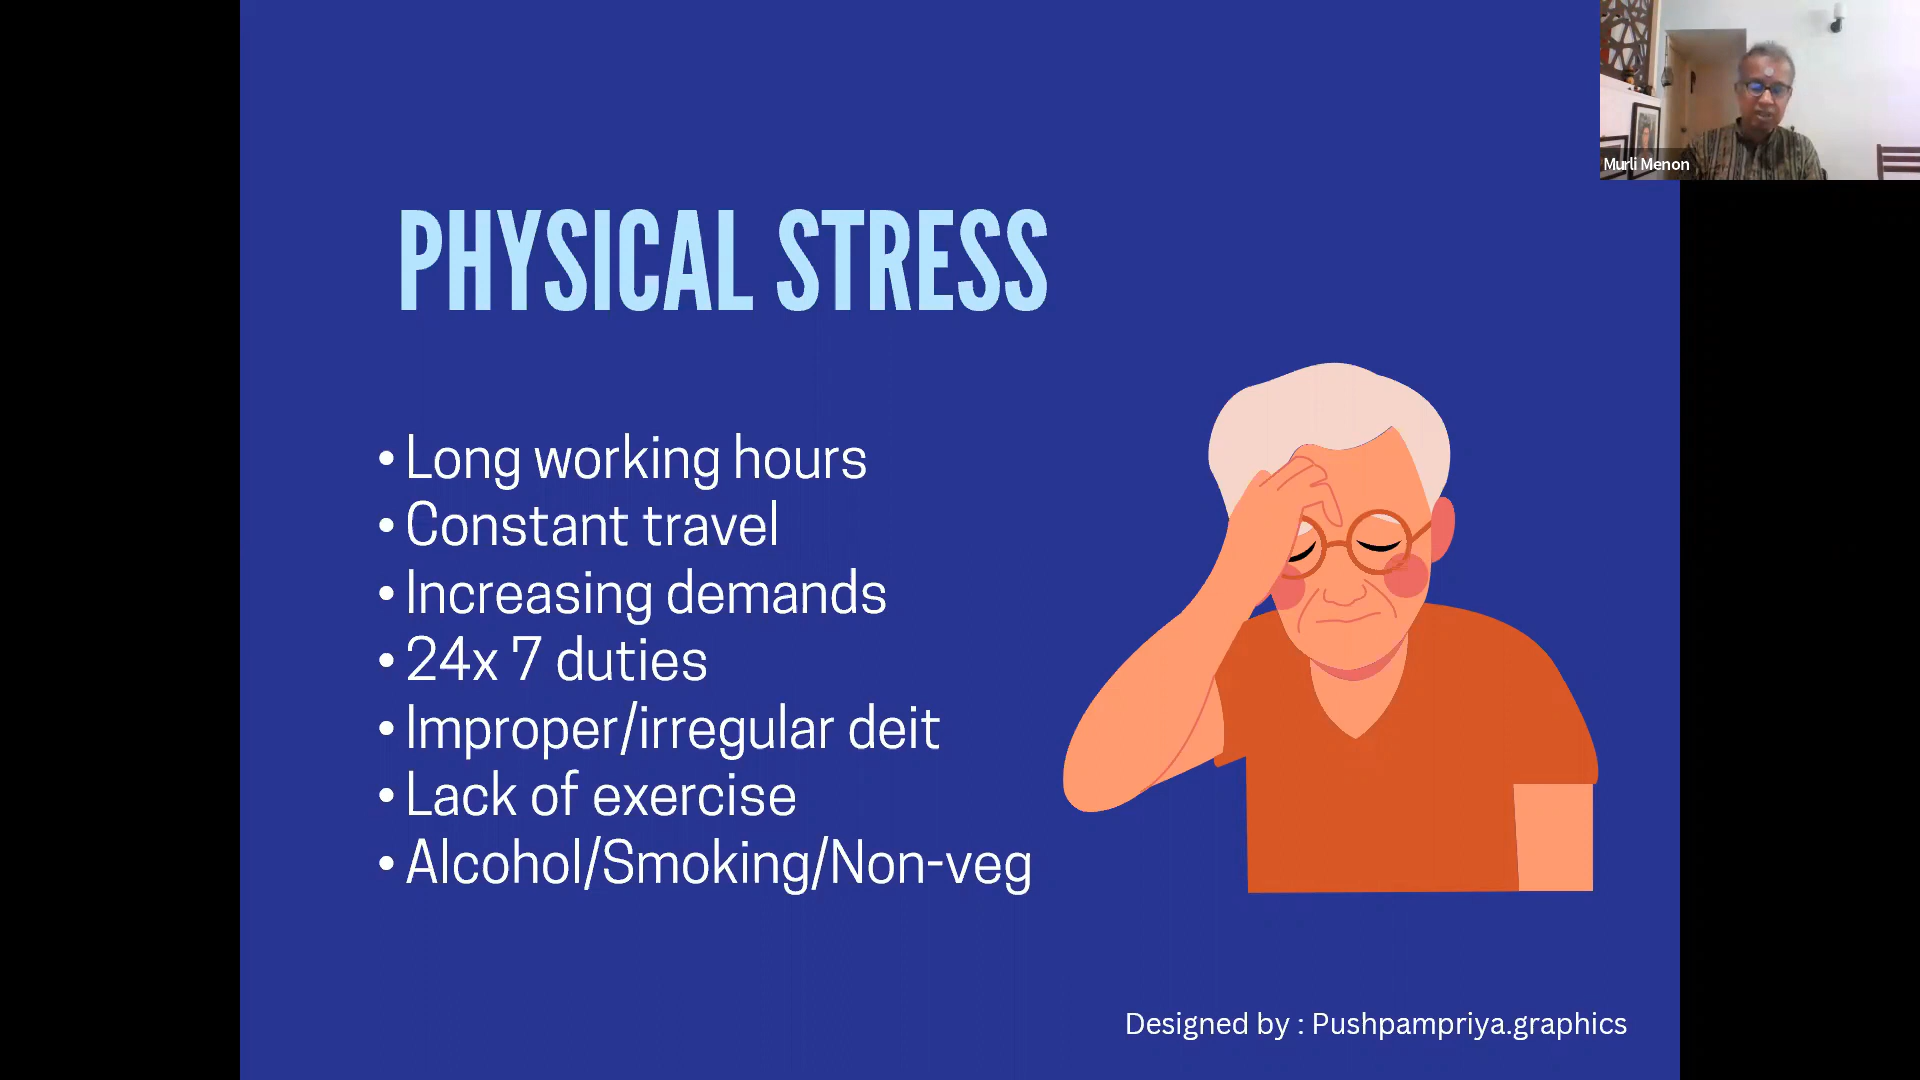 Murli Menon
PHYSICAL STRESS
• Long working hours
• Constant travel
• Increasing demands
• 24x 7 duties
• Improper/irregular deit
• Lack of exercise
• Alcohol/Smoking/Non-veg
Designed by : Pushpampriya.graphics